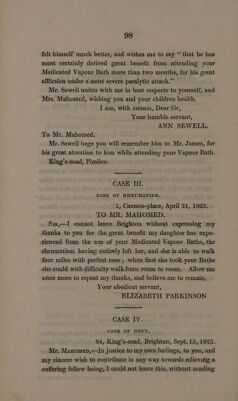 98
felt himself much better, and wishes me to say " that he has
most certainly derived great benefit from attending your
Medicated Vapour Bath more than two months, for his great
affliction under a most severe paralytic attack."
Mr. Sewell unites with me in best respects to yourself, and
Mrs. Mahomed, wishing you and your children health.
I am, with esteem, Dear Sir,
Your humble servant,
ANN SEWELL.
To Mr. Mahomed.
Mr. Sewell begs you will remember him to Mr. James, for
his great attention to him while attending your Vapour Bath.
King's-road, Pimlico.
CASE III.
CASE OF RHEUMATISM.
1, Cannon-place, April 21, 1822.
TO MR. MAHOMED.
SIR,—I cannot leave Brighton without expressing my
thanks to you for the great benefit my daughter has expe-
rienced from the use of your Medicated Vapour Baths, the
rheumatism having entirely left her, and she is able to walk
four miles with perfect ease; when first she took your Baths
she could with difficulty walk from room to room. Allow me
once more to repeat my thanks, and believe me to remain,
Your obedient servant,
ELIZABETH PARKINSON
CASE IV.
CASE OF GOUT.
84, King's-road, Brighton, Sept. 12, 1823.
MR. MAHOMED,—In justice to my own feelings, to you, and
my sincere wish to contribute in any way towards relieving a
suffering fellow being, I could not leave this, without sending